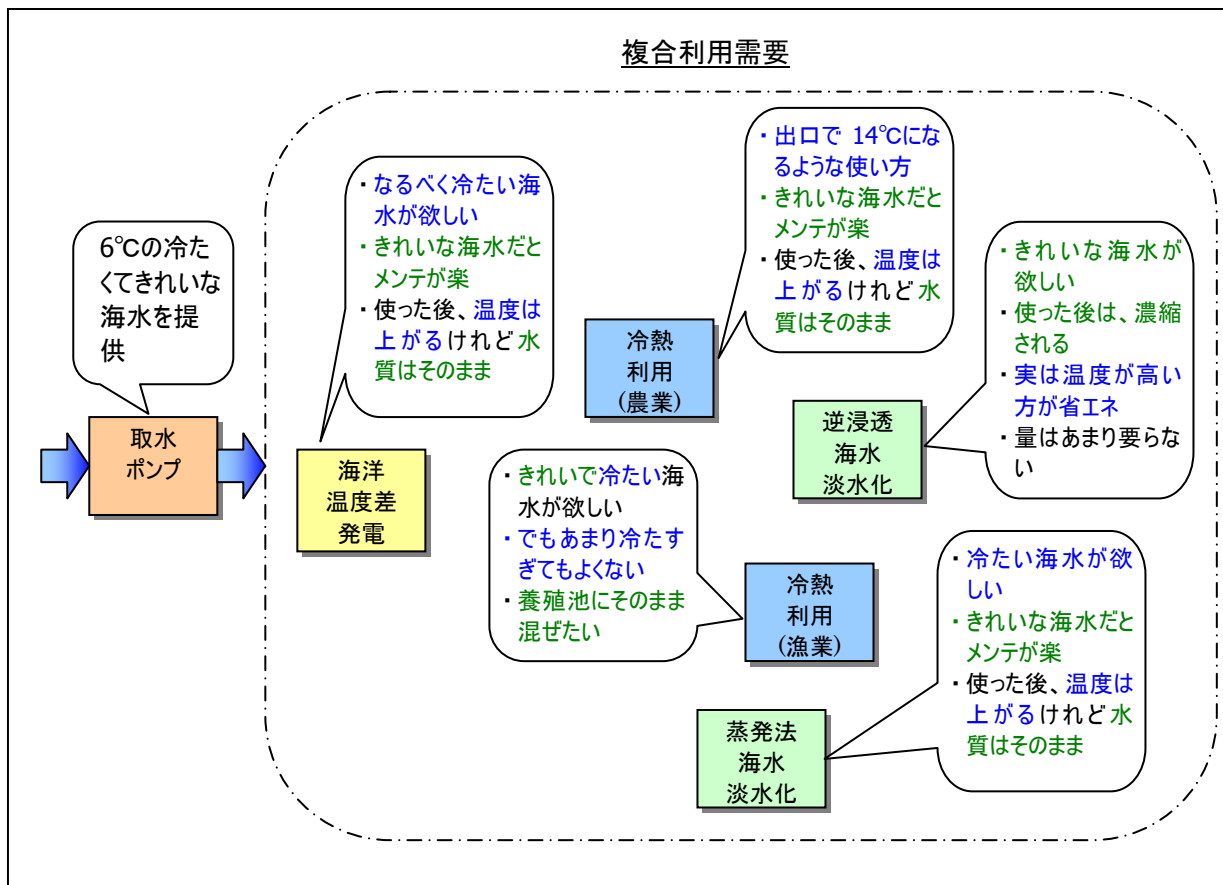 複合利用需要
6℃の冷た
くてきれいな
海水を提
供
取水
ポンプ
・なるべく冷たい海
水が欲しい
・きれいな海水だと
メンテが楽
・使った後、温度は
上がるけれど水
質はそのまま
海洋
温度差
発電
・出口で 14℃にな
るような使い方
・きれいな海水だと
メンテが楽
・使った後、温度は
上がるけれど水
質はそのまま
冷熱
利用
(農業)
・きれいな海水が
欲しい
・使った後は、濃縮
される
・実は温度が高い
方が省エネ
・量はあまり要らな
い
逆浸透
海水
淡水化
・きれいで冷たい海
水が欲しい
・でもあまり冷たす
ぎてもよくない
・養殖池にそのまま
混ぜたい
冷熱
利用
(漁業)
・冷たい海水が欲
しい
・きれいな海水だと
メンテが楽
・使った後、温度は
上がるけれど水
質はそのまま
蒸発法
海水
淡水化